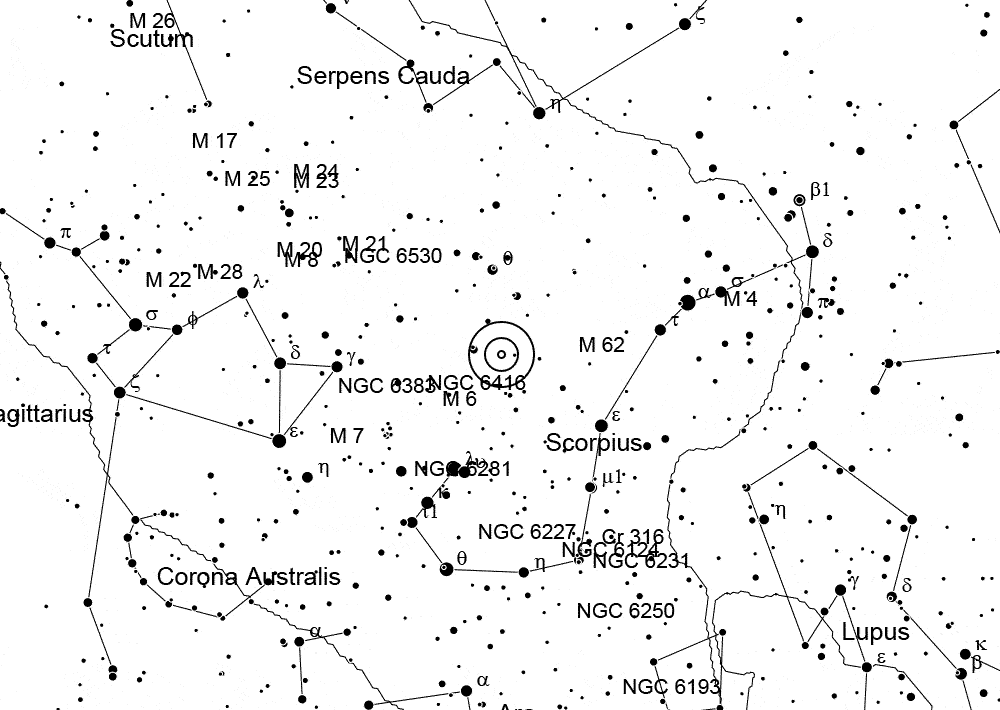 M 26
ζ
Scutum
Serpens Cauda
η
M 17
M 24
M 25
M 23
β1
π
δ
M 20
M 21
M 8
NGC 6530
θ
M 22
M 28
λ
σ
α
M 4
π
σ
φ
τ
M 62
τ
δ
γ
ζ
NGC 6383
NGC 6416
M 6
agittarius
ε
ε
M 7
Scorpius
η
λ
NGC 6281
μ1
κ
ι1
η
NGC 6227
Cr 316
NGC 6124
NGC 6231
θ
η
Corona Australis
γ
δ
NGC 6250
α
Lupus
κ
ε
β
α
NGC 6193